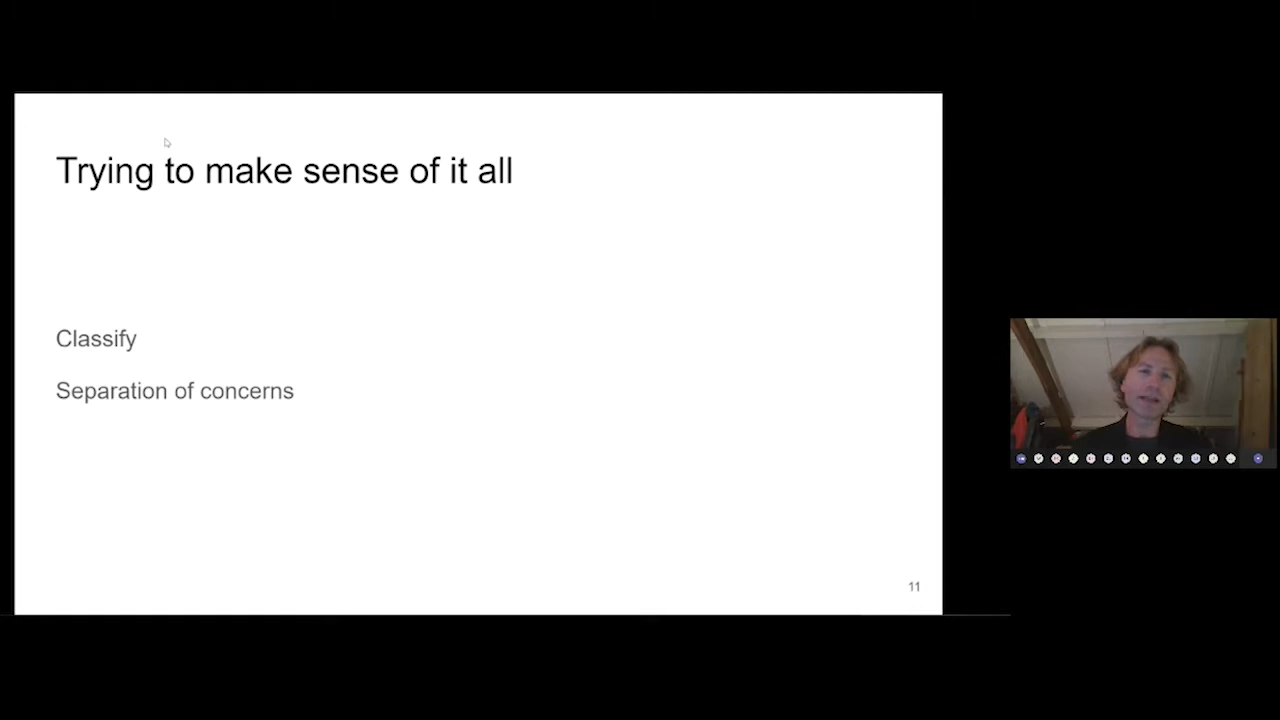 Trying to make sense of it all
Classify
Separation of concerns
11